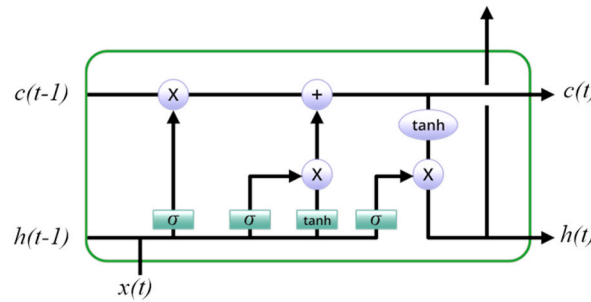 c(t-1) X + c(t)
tanh
X X
σ σ tanh σ
h(t-1) h(t)
x(t)